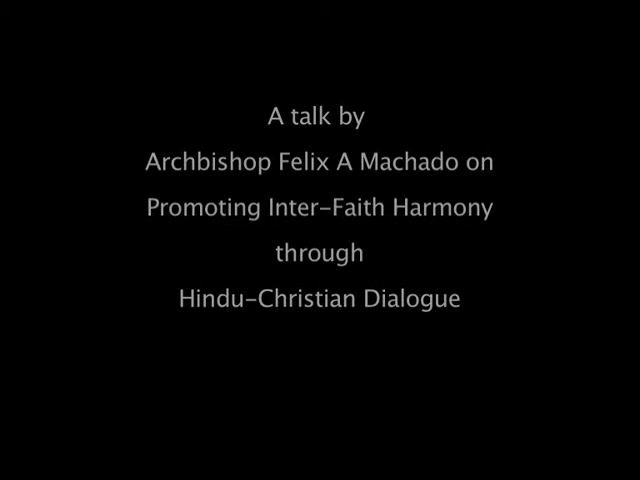 A talk by
Archbishop Felix A Machado on
Promoting Inter-Faith Harmony
through
Hindu-Christian Dialogue